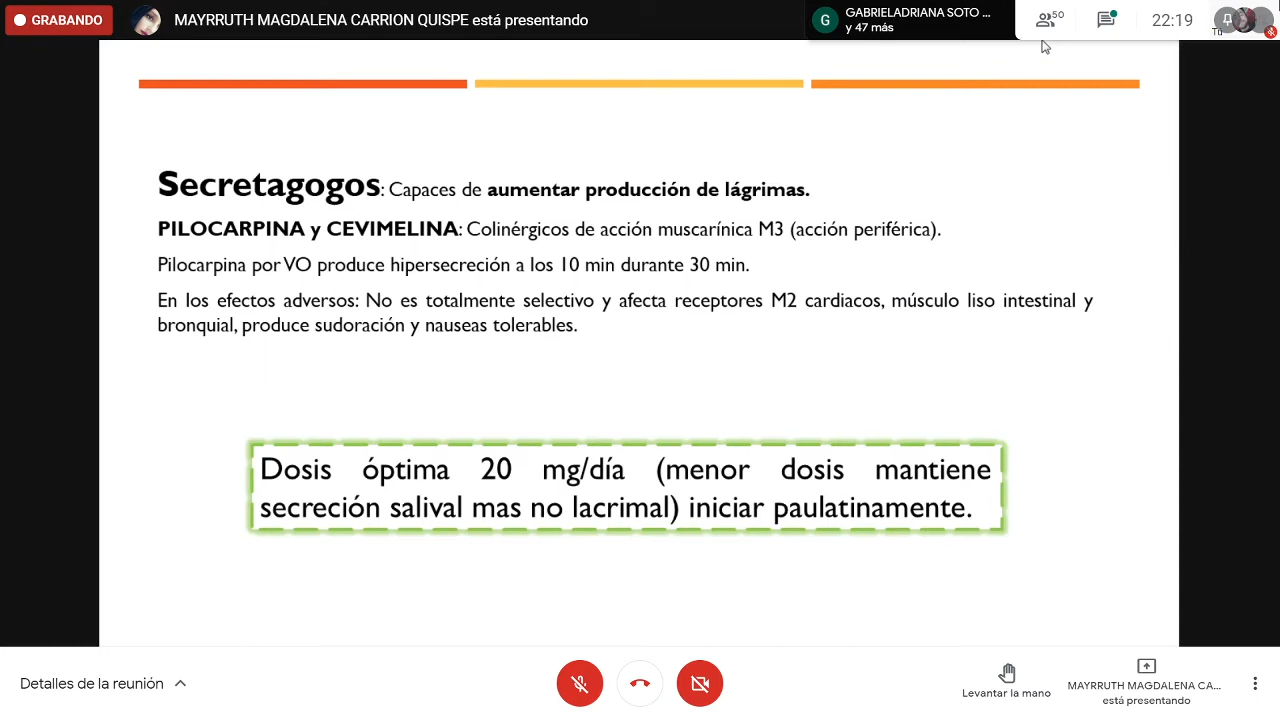 GRABANDO
MAYRRUTH MAGDALENA CARRION QUISPE está presentando
G
GABRIELADRIANA SOTO ...
y 47 más
50
22:19
Tú
Secretagogos: Capaces de aumentar producción de lágrimas.
PILOCARPINA y CEVIMELINA: Colinérgicos de acción muscarínica M3 (acción periférica).
Pilocarpina por VO produce hipersecreción a los 10 min durante 30 min.
En los efectos adversos: No es totalmente selectivo y afecta receptores M2 cardiacos, músculo liso intestinal y
bronquial, produce sudoración y nauseas tolerables.
Dosis óptima 20 mg/día (menor dosis mantiene
secreción salival mas no lacrimal) iniciar paulatinamente.
Detalles de la reunión
Levantar la mano
MAYRRUTH MAGDALENA CA...
está presentando